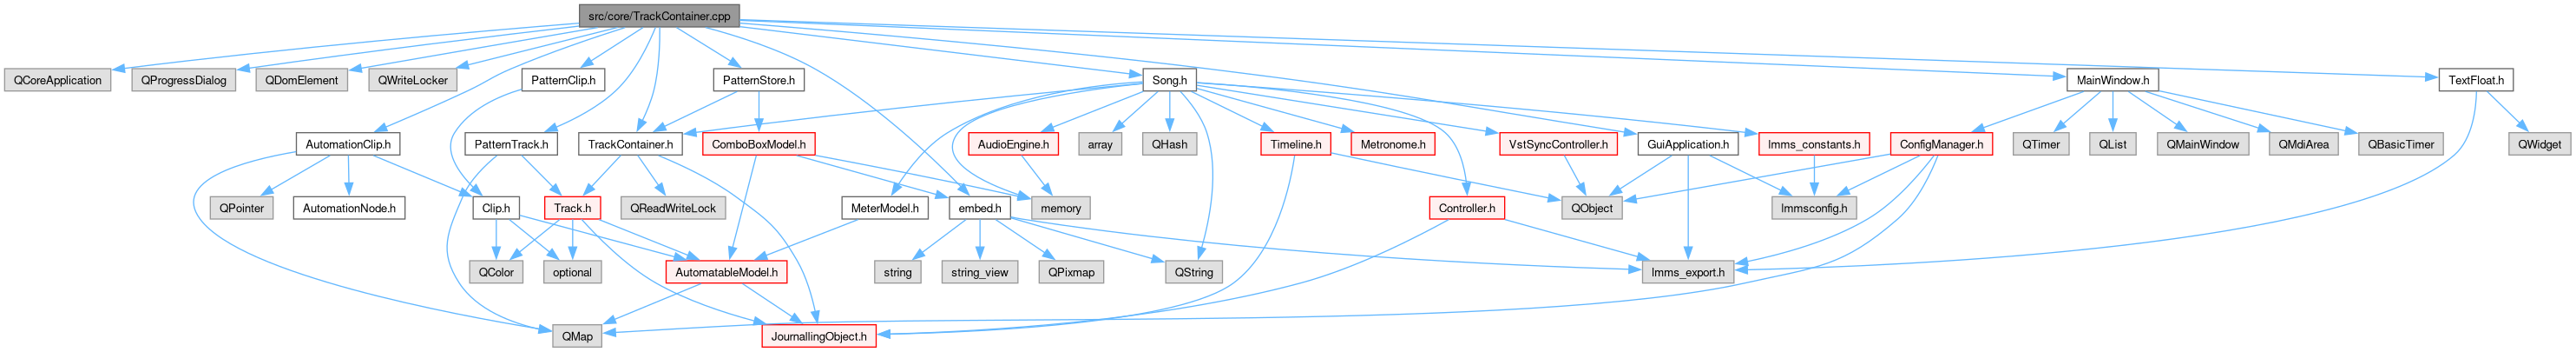 src/core/TrackContainer.cpp
QCoreApplication
QProgressDialog
QDomElement
QWriteLocker
PatternClip.h
PatternStore.h
Song.h
MainWindow.h
TextFloat.h
AutomationClip.h
PatternTrack.h
TrackContainer.h
ComboBoxModel.h
AudioEngine.h
array
QHash
Timeline.h
Metronome.h
VstSyncController.h
GuiApplication.h
lmms_constants.h
ConfigManager.h
QTimer
QList
QMainWindow
QMdiArea
QBasicTimer
QWidget
QPointer
AutomationNode.h
Clip.h
Track.h
QReadWriteLock
MeterModel.h
embed.h
memory
Controller.h
QObject
lmmsconfig.h
QColor
optional
AutomatableModel.h
string
string_view
QPixmap
QString
lmms_export.h
QMap
JournallingObject.h